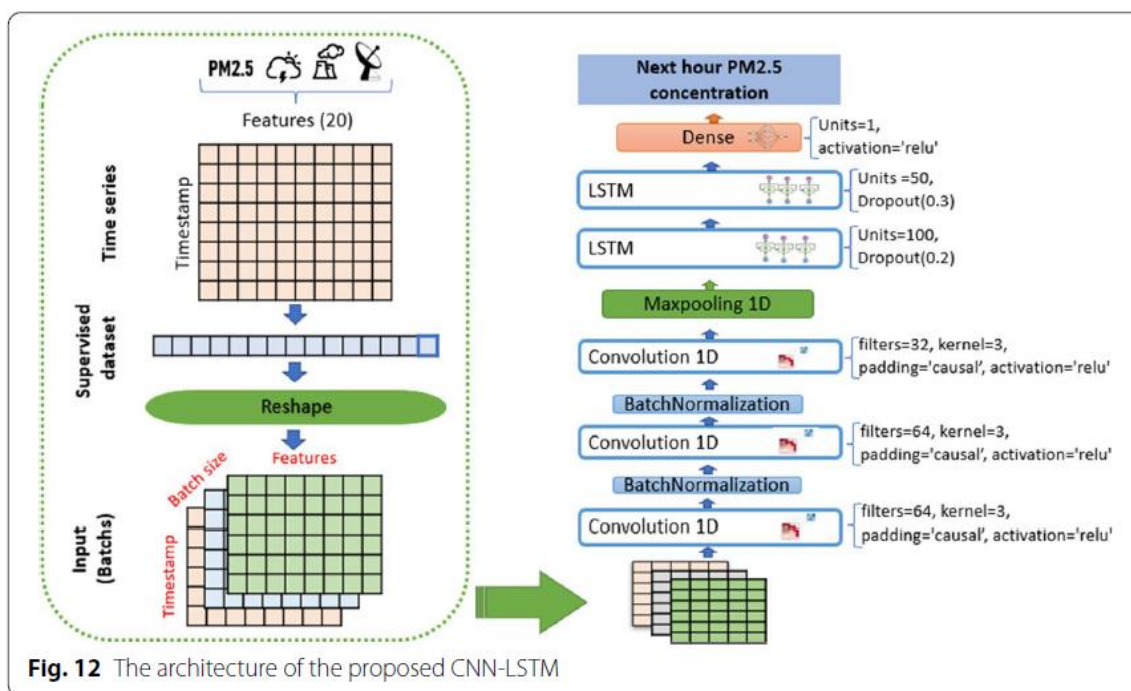 PM2.5
Features (20)
Time series
Timestamp
Supervised
dataset
Reshape
Features
Batch size
Input
(Batchs)
Timestamp
Next hour PM2.5
concentration
Dense
Units=1,
activation='relu'
LSTM
Units =50,
Dropout(0.3)
LSTM
Units=100,
Dropout(0.2)
Maxpooling 1D
Convolution 1D
filters=32, kernel=3,
padding='causal', activation='relu'
BatchNormalization
Convolution 1D
filters=64, kernel=3,
padding='causal', activation='relu'
BatchNormalization
Convolution 1D
filters=64, kernel=3,
padding='causal', activation='relu'
Fig. 12 The architecture of the proposed CNN-LSTM